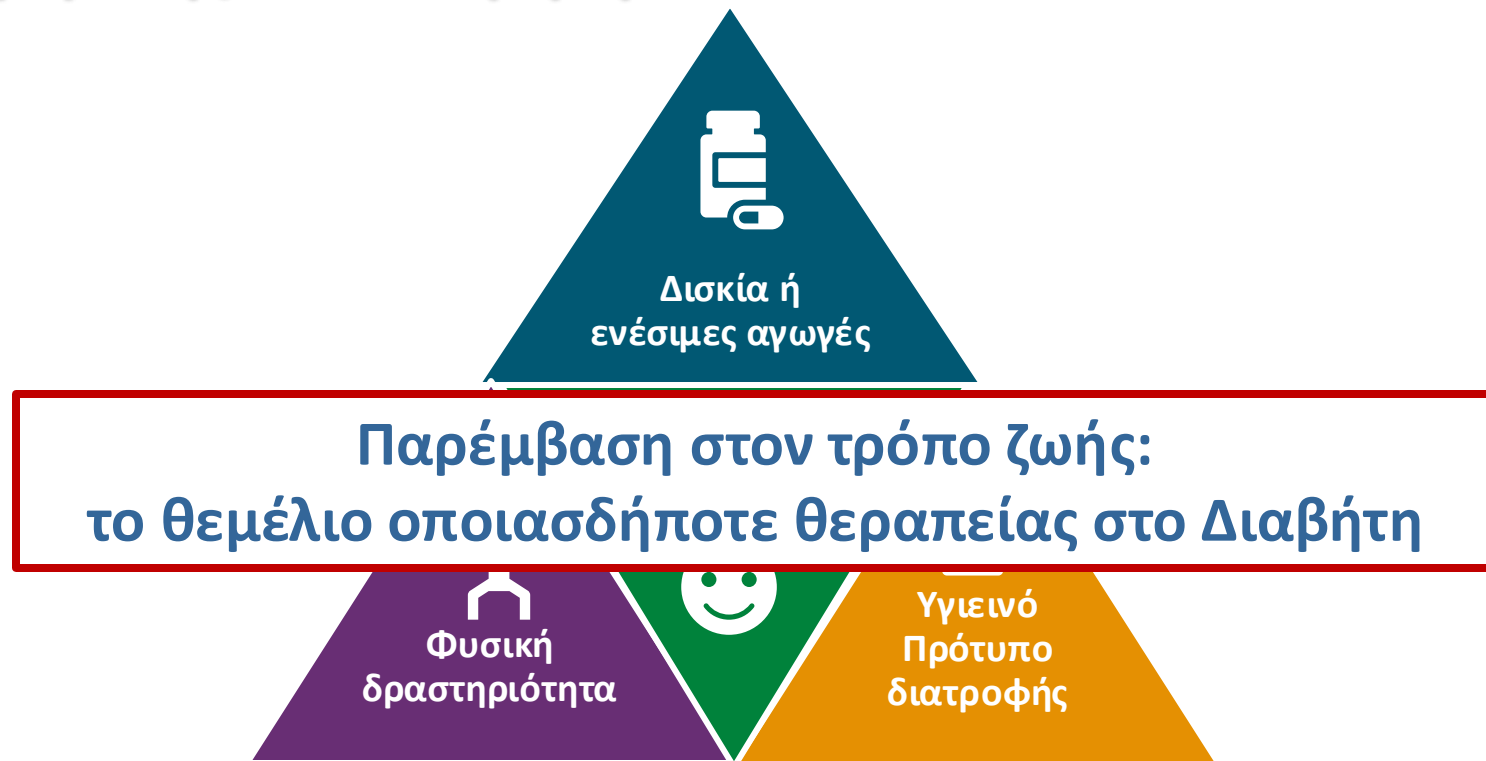 Δισκία ή
ενέσιμες αγωγές
Παρέμβαση στον τρόπο ζωής:
το θεμέλιο οποιασδήποτε θεραπείας στο Διαβήτη
Φυσική
δραστηριότητα
Υγιεινό
Πρότυπο
διατροφής